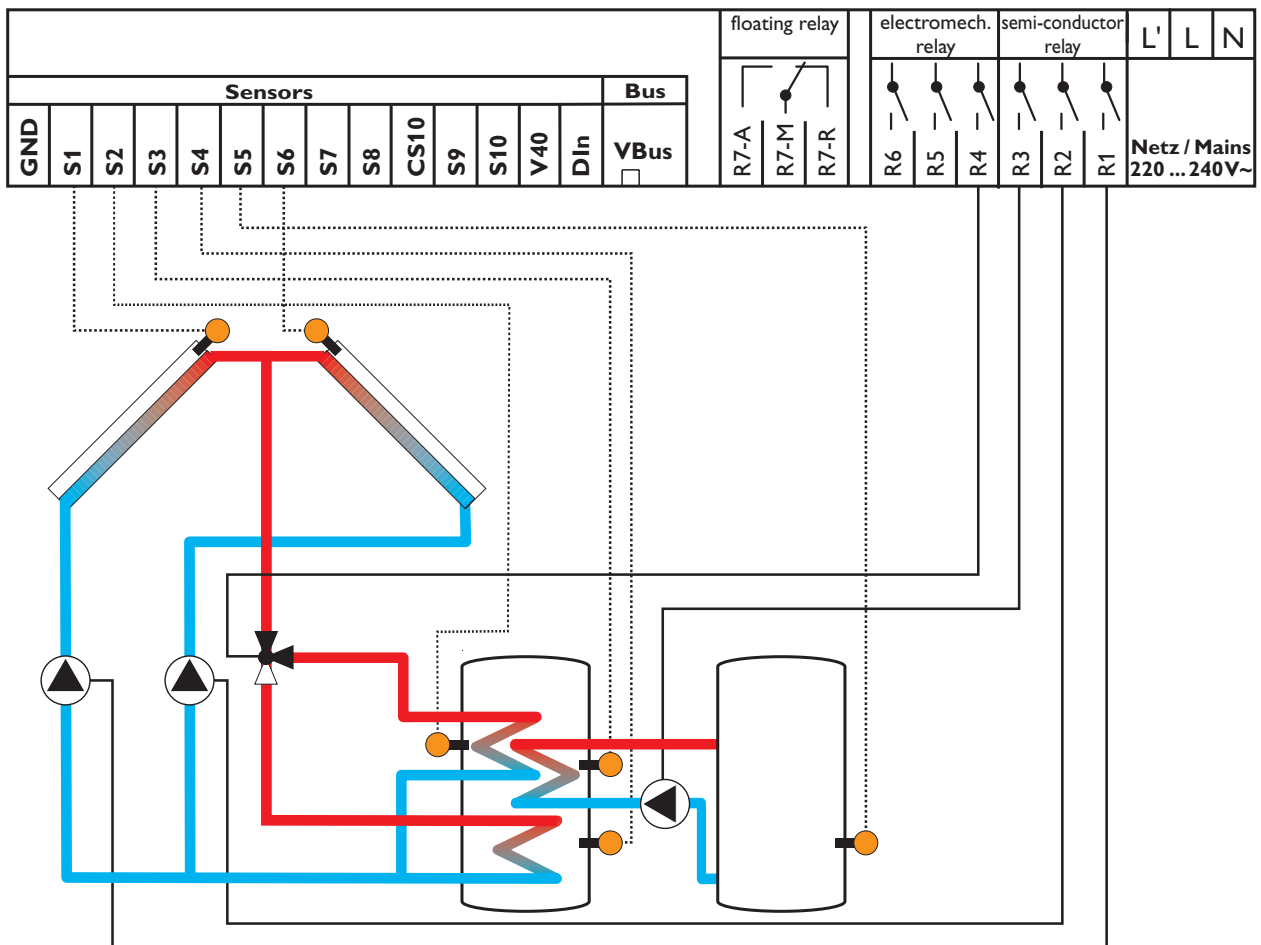 floating relay
electromech. relay
semi-conductor relay
L'
L
N
Sensors
Bus
GND
S1
S2
S3
S4
S5
S6
S7
S8
CS10
S9
S10
V40
DIn
VBus
R7-A
R7-M
R7-R
R6
R5
R4
R3
R2
R1
Netz / Mains
220 ... 240V~